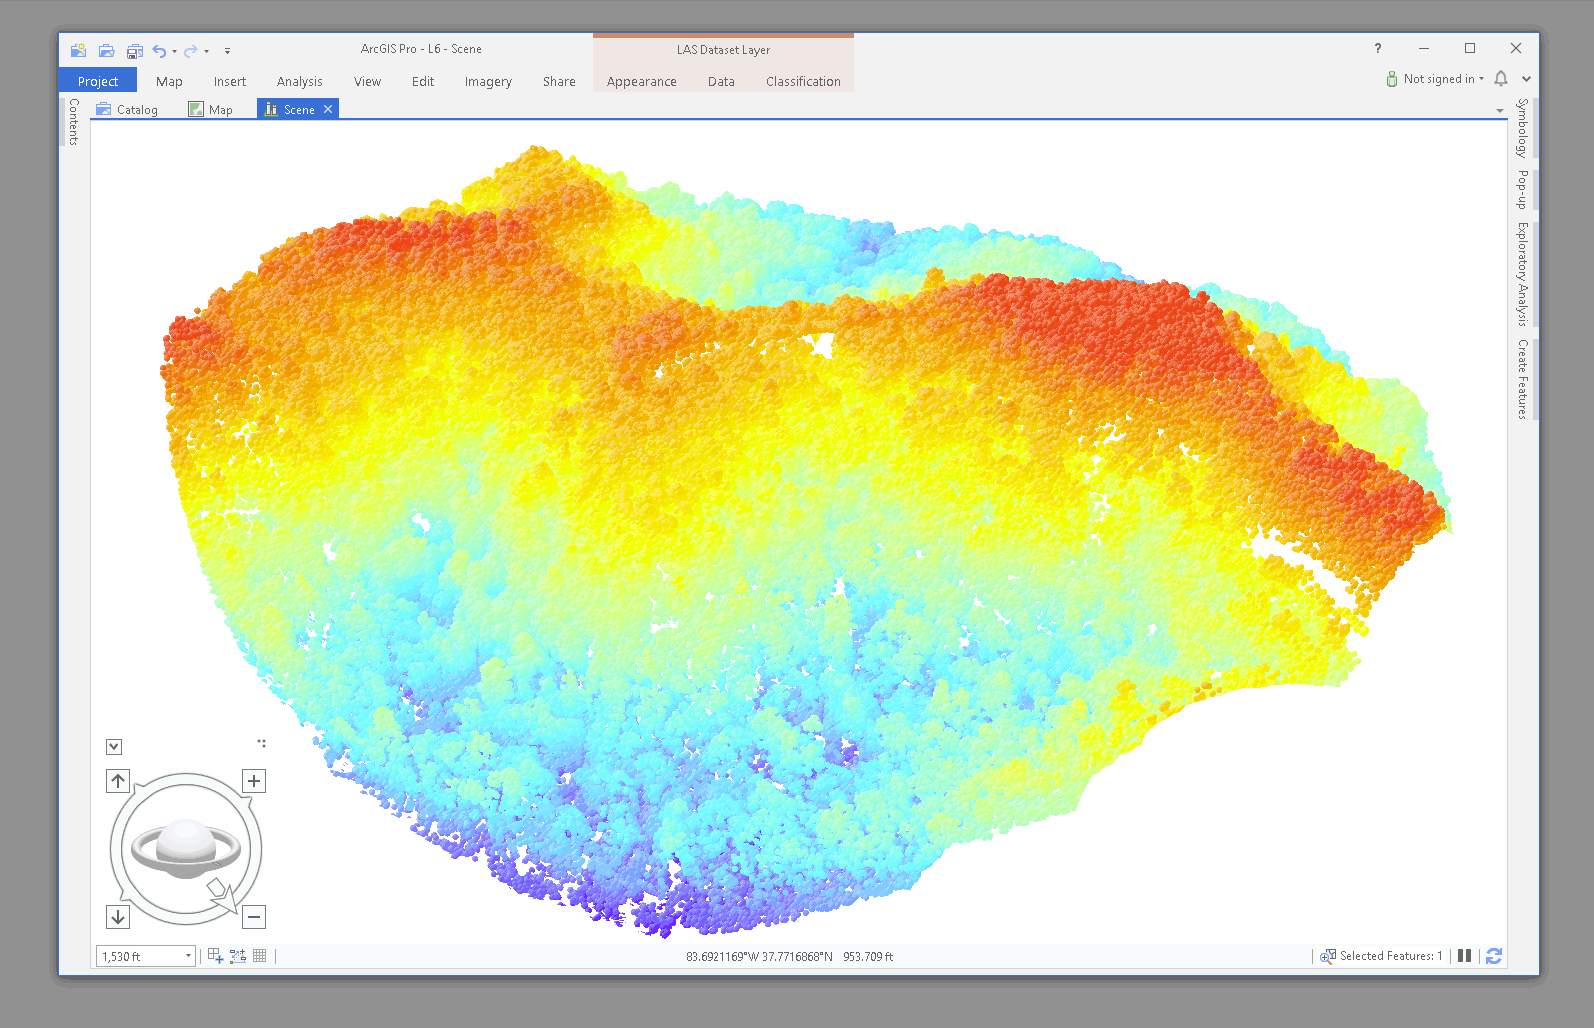 ArcGIS Pro - L6 - Scene
LAS Dataset Layer
?
Project Map Insert Analysis View Edit Imagery Share Appearance Data Classification
Not signed in
Catalog Map Scene
Contents
Symbology
Pop-up
Exploratory Analysis
Create Features
1,530 ft
83.6921169°W 37.7716868°N 953.709 ft
Selected Features: 1